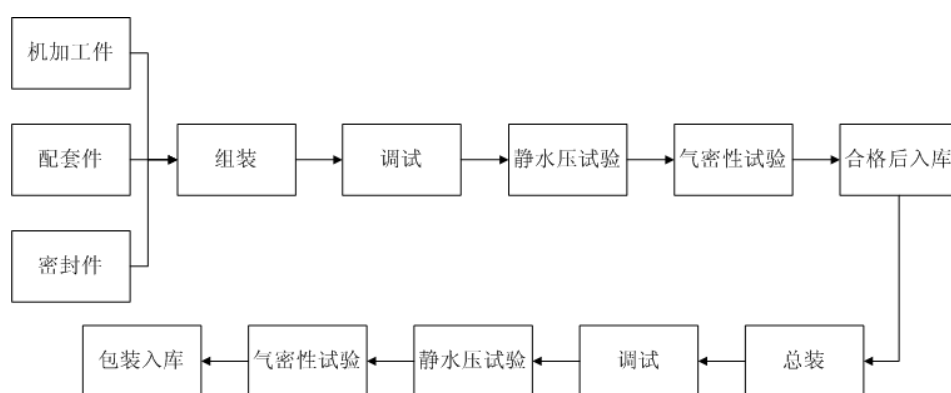 机加工件
配套件
密封件
组装
调试
静水压试验
气密性试验
合格后入库
总装
调试
静水压试验
气密性试验
包装入库